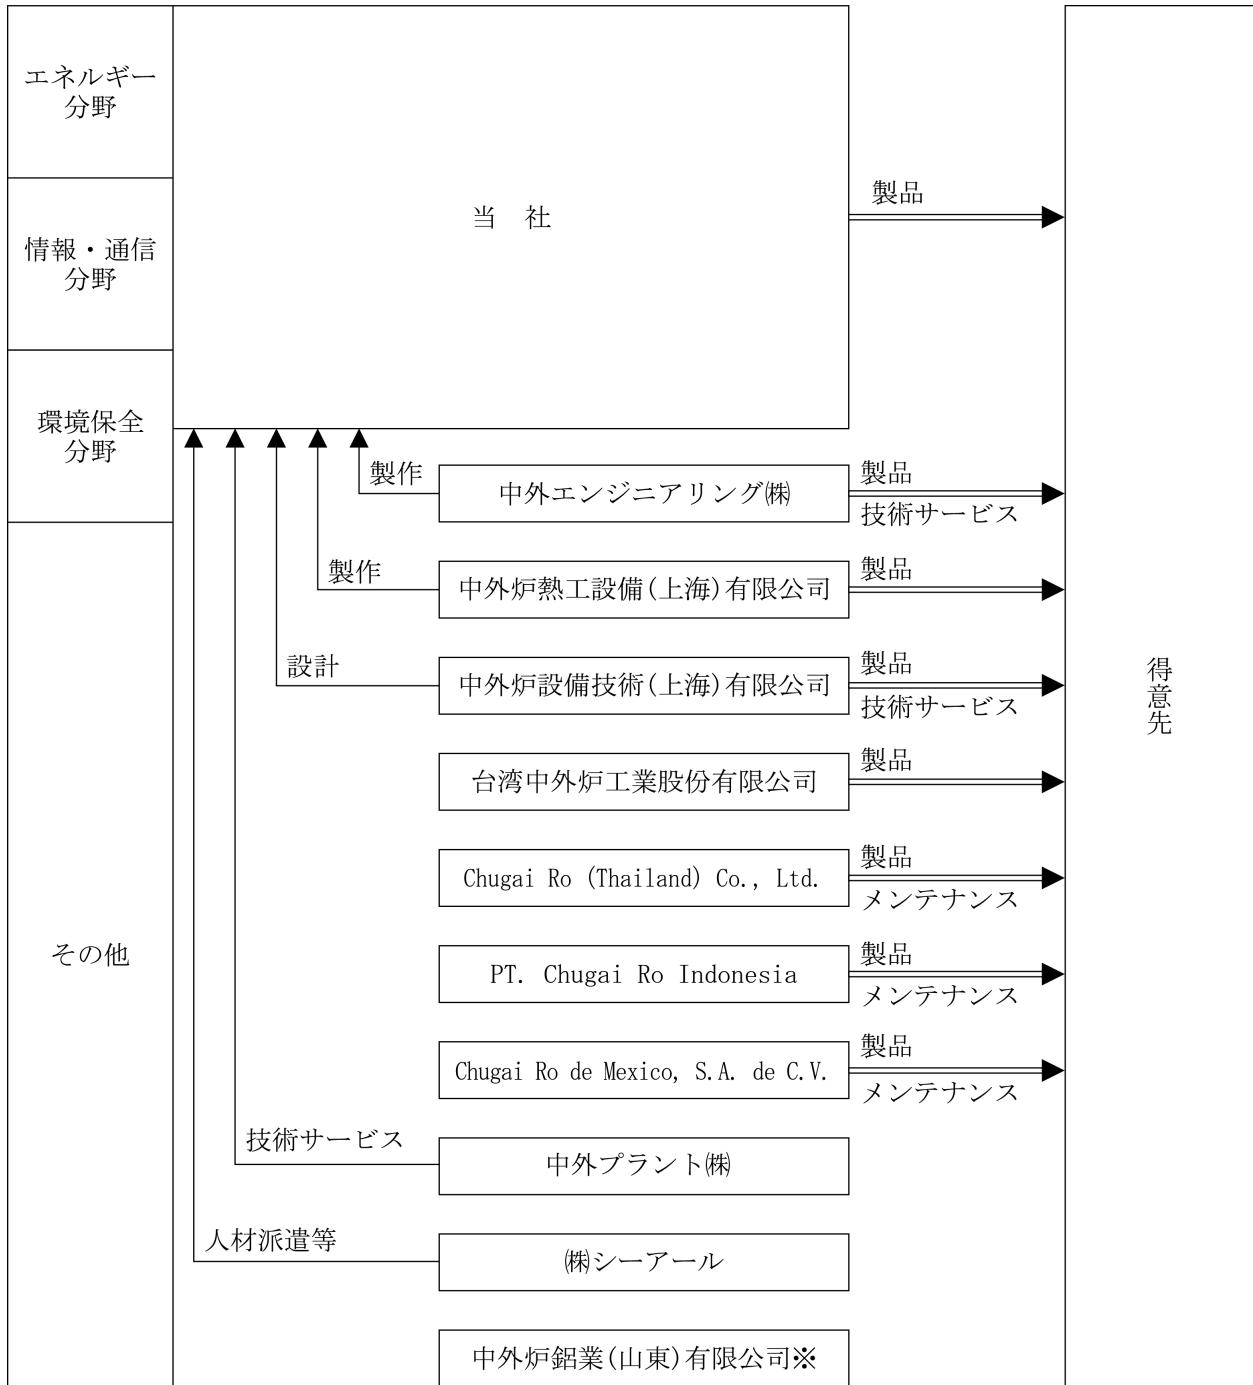 エネルギー
分野
情報・通信
分野
環境保全
分野
その他
当 社
製品
製作
中外エンジニアリング㈱
製品
技術サービス
製作
中外炉熱工設備(上海)有限公司
製品
設計
中外炉設備技術(上海)有限公司
製品
技術サービス
台湾中外炉工業股份有限公司
製品
Chugai Ro (Thailand) Co., Ltd.
製品
メンテナンス
PT. Chugai Ro Indonesia
製品
メンテナンス
Chugai Ro de Mexico, S.A. de C.V.
製品
メンテナンス
技術サービス
中外プラント㈱
人材派遣等
㈱シーアール
中外炉鋁業(山東)有限公司※
得意先